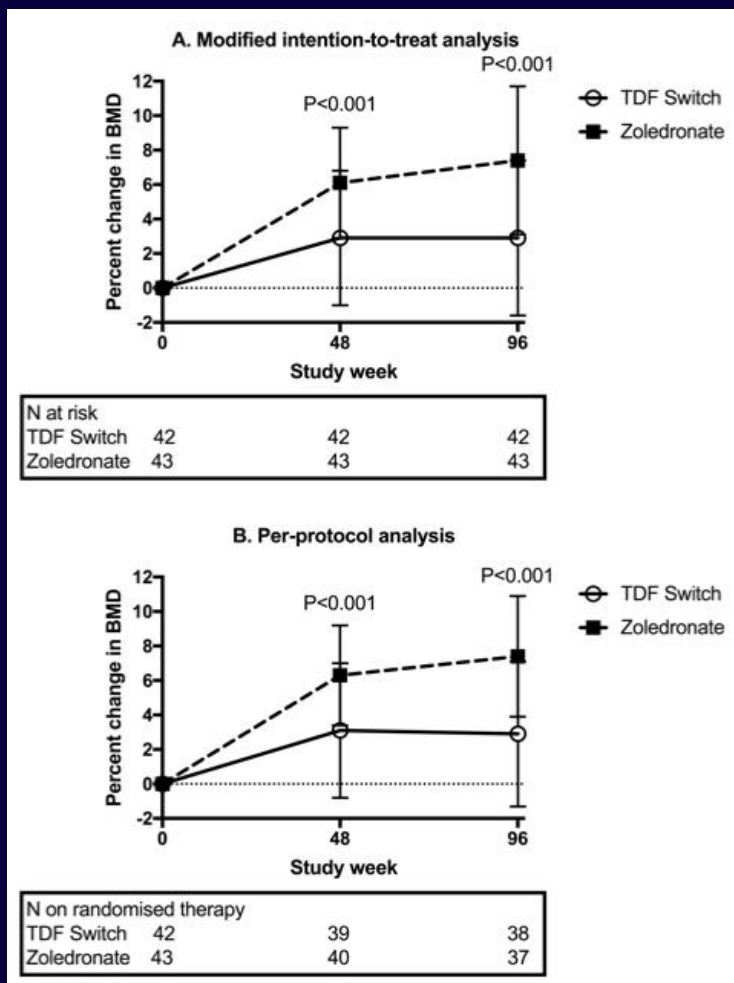 A. Modified intention-to-treat analysis
P<0.001
P<0.001
Percent change in BMD
12
10
8
6
4
2
0
-2
0 48 96
Study week
TDF Switch
Zoledronate
N at risk
TDF Switch 42 42 42
Zoledronate 43 43 43
B. Per-protocol analysis
P<0.001
P<0.001
Percent change in BMD
12
10
8
6
4
2
0
-2
0 48 96
Study week
TDF Switch
Zoledronate
N on randomised therapy
TDF Switch 42 39 38
Zoledronate 43 40 37